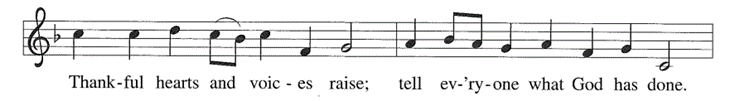 Thank-ful hearts and voic-es raise; tell ev-'ry-one what God has done.